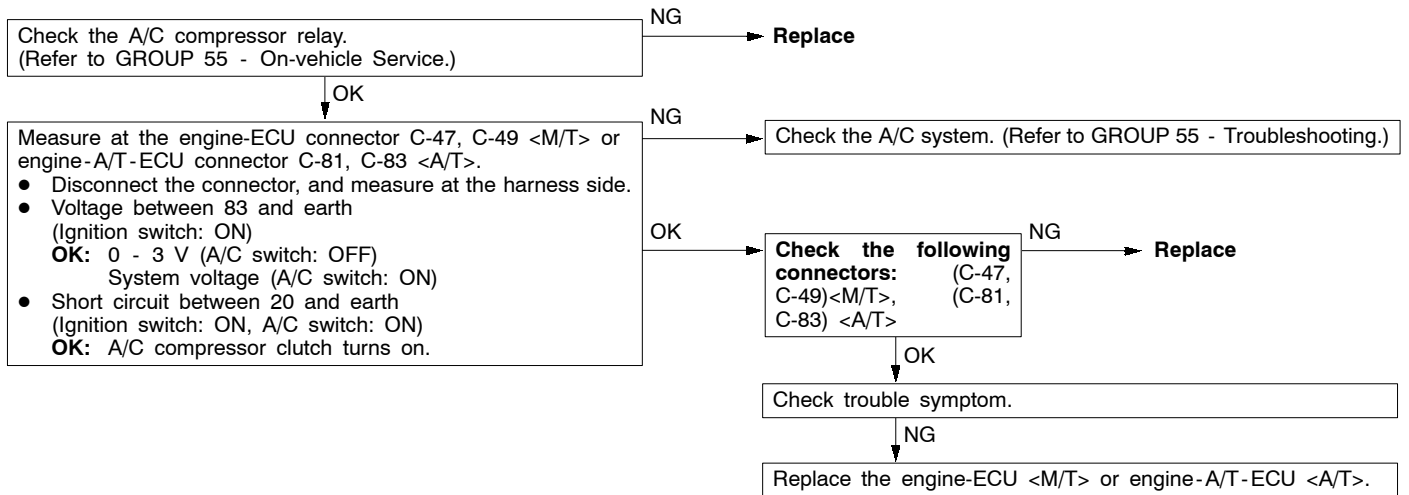 Check the A/C compressor relay.
(Refer to GROUP 55 - On-vehicle Service.)
NG
Replace
OK
Measure at the engine-ECU connector C-47, C-49 <M/T> or
engine-A/T-ECU connector C-81, C-83 <A/T>.
● Disconnect the connector, and measure at the harness side.
● Voltage between 83 and earth
(Ignition switch: ON)
OK: 0 - 3 V (A/C switch: OFF)
System voltage (A/C switch: ON)
● Short circuit between 20 and earth
(Ignition switch: ON, A/C switch: ON)
OK: A/C compressor clutch turns on.
NG
Check the A/C system. (Refer to GROUP 55 - Troubleshooting.)
OK
Check the following
connectors: (C-47,
C-49)<M/T>, (C-81,
C-83) <A/T>
NG
Replace
OK
Check trouble symptom.
NG
Replace the engine-ECU <M/T> or engine-A/T-ECU <A/T>.